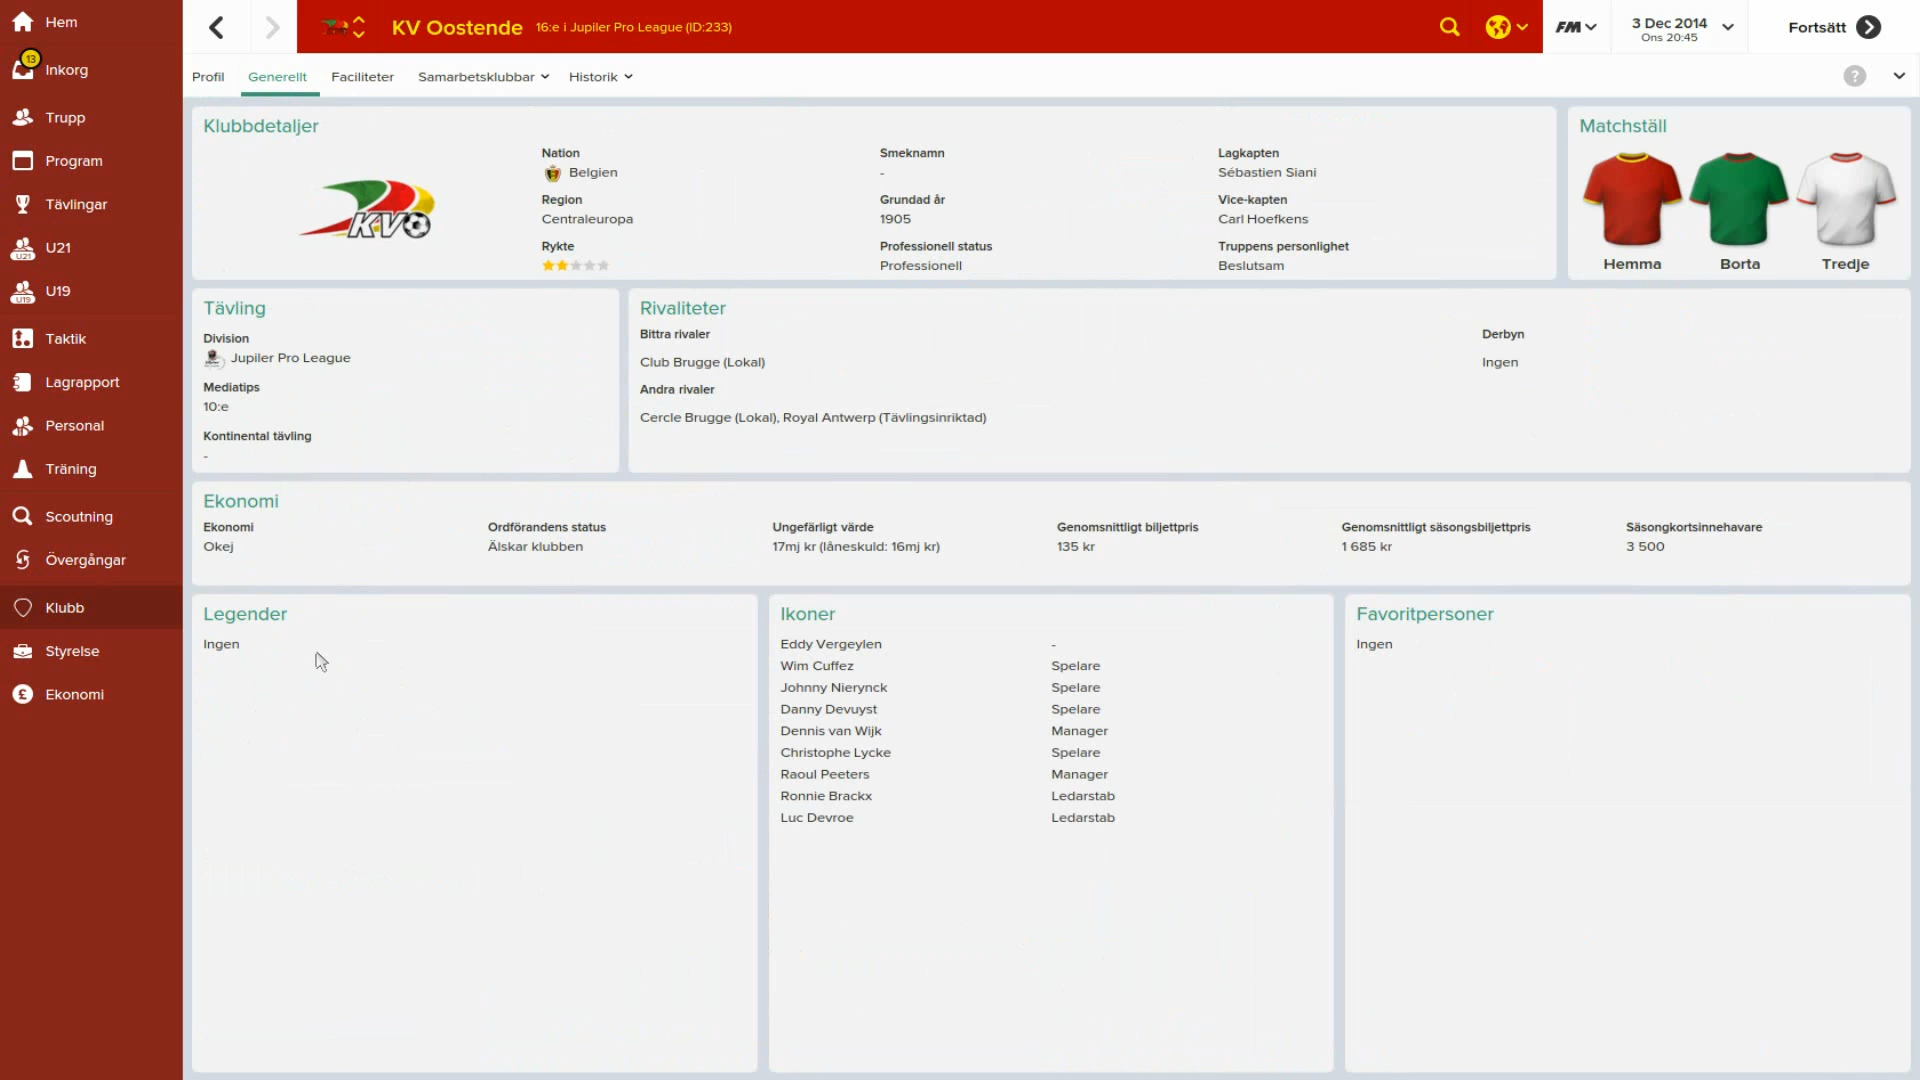 Hem
13
Inkorg
Trupp
Program
Tävlingar
U21
U21
U19
U19
Taktik
Lagrapport
Personal
Träning
Scoutning
Övergångar
Klubb
Styrelse
Ekonomi
KV Oostende 16:e i Jupiler Pro League (ID:233)
FM
3 Dec 2014
Ons 20:45
Fortsätt
Profil Generellt Faciliteter Samarbetsklubbar Historik
?
Klubbdetaljer
KVO
Nation
Belgien
Region
Centraleuropa
Rykte
Smeknamn
-
Grundad år
1905
Professionell status
Professionell
Lagkapten
Sébastien Siani
Vice-kapten
Carl Hoefkens
Truppens personlighet
Beslutsam
Matchställ
Hemma Borta Tredje
Tävling
Division
Jupiler Pro League
Mediatips
10:e
Kontinental tävling
-
Rivaliteter
Bittra rivaler
Club Brugge (Lokal)
Andra rivaler
Cercle Brugge (Lokal), Royal Antwerp (Tävlingsinriktad)
Derbyn
Ingen
Ekonomi
Ekonomi
Okej
Ordförandens status
Älskar klubben
Ungefärligt värde
17mj kr (låneskuld: 16mj kr)
Genomsnittligt biljettpris
135 kr
Genomsnittligt säsongsbiljettpris
1 685 kr
Säsongkortsinnehavare
3 500
Legender
Ingen
Ikoner
Eddy Vergeylen -
Wim Cuffez Spelare
Johnny Nierynck Spelare
Danny Devuyst Spelare
Dennis van Wijk Manager
Christophe Lycke Spelare
Raoul Peeters Manager
Ronnie Brackx Ledarstab
Luc Devroe Ledarstab
Favoritpersoner
Ingen